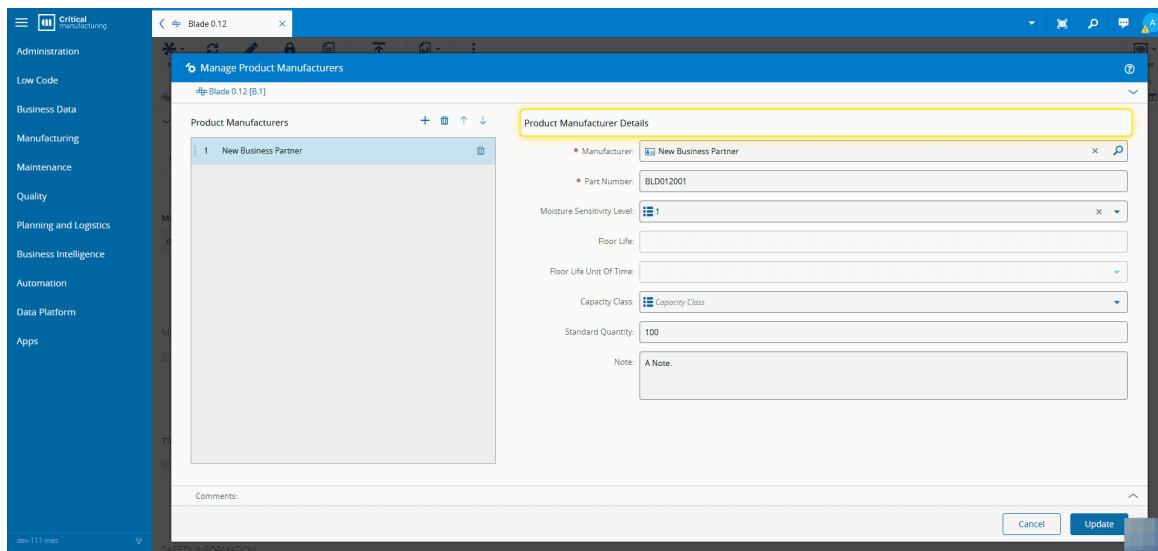 Critical
manufacturing
Blade 0.12
A
Administration
Low Code
Business Data
Manufacturing
Maintenance
Quality
Planning and Logistics
Business Intelligence
Automation
Data Platform
Apps
dev-111-mes
Manage Product Manufacturers
Blade 0.12 [B.1]
Product Manufacturers
1 New Business Partner
Product Manufacturer Details
* Manufacturer: New Business Partner
* Part Number: BLD012001
Moisture Sensitivity Level: 1
Floor Life:
Floor Life Unit Of Time:
Capacity Class: Capacity Class
Standard Quantity: 100
Note: A Note.
Comments:
Cancel Update
SAFETY INFORMATION